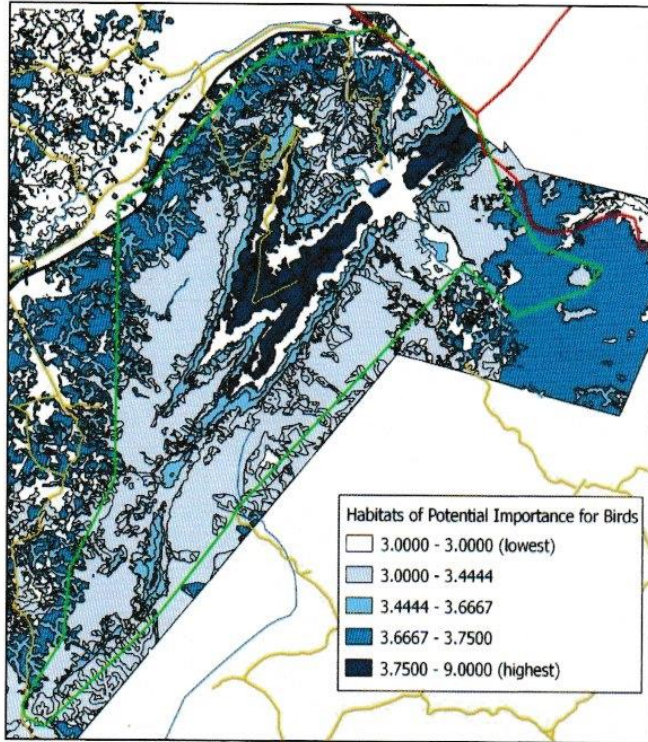 Habitats of Potential Importance for Birds
3.0000 - 3.0000 (lowest)
3.0000 - 3.4444
3.4444 - 3.6667
3.6667 - 3.7500
3.7500 - 9.0000 (highest)